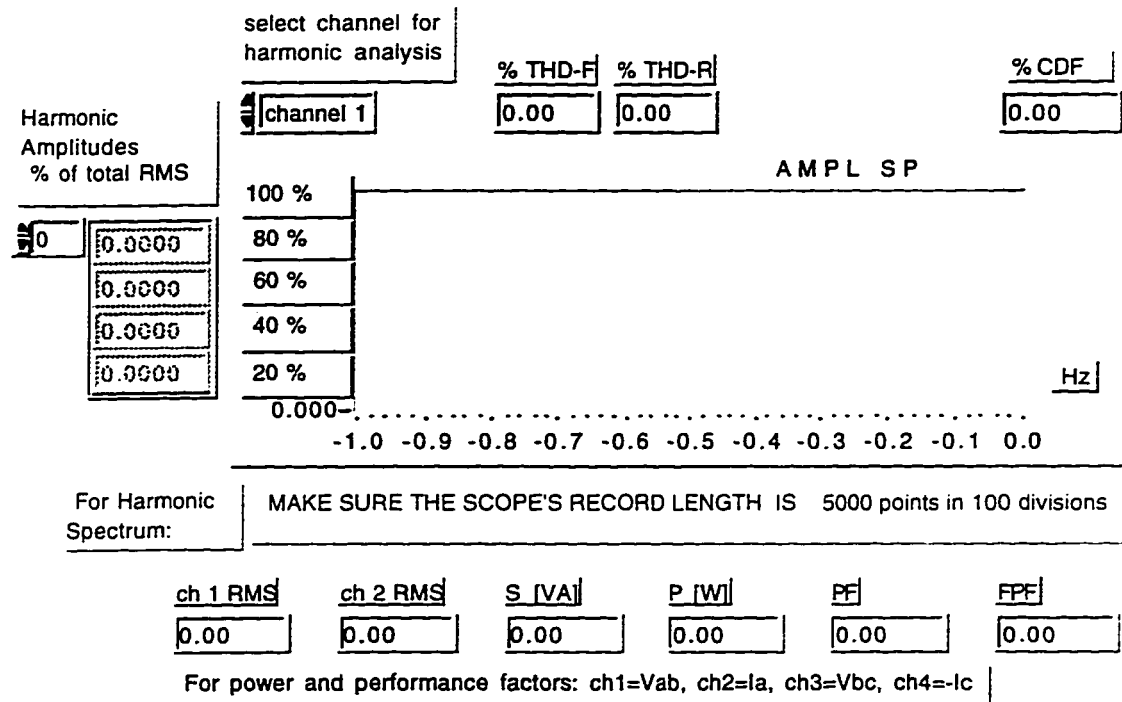 select channel for
harmonic analysis
% THD-F % THD-R % CDF
channel 1 0.00 0.00 0.00
Harmonic
Amplitudes
% of total RMS
AMPL SP
100 %
0 0.0000 80 %
0.0000 60 %
0.0000 40 %
0.0000 20 %
Hz
0.000
-1.0 -0.9 -0.8 -0.7 -0.6 -0.5 -0.4 -0.3 -0.2 -0.1 0.0
For Harmonic
Spectrum:
MAKE SURE THE SCOPE'S RECORD LENGTH IS 5000 points in 100 divisions
ch 1 RMS ch 2 RMS S [VA] P [W] PF FPF
0.00 0.00 0.00 0.00 0.00 0.00
For power and performance factors: ch1=Vab, ch2=Ia, ch3=Vbc, ch4=-Ic